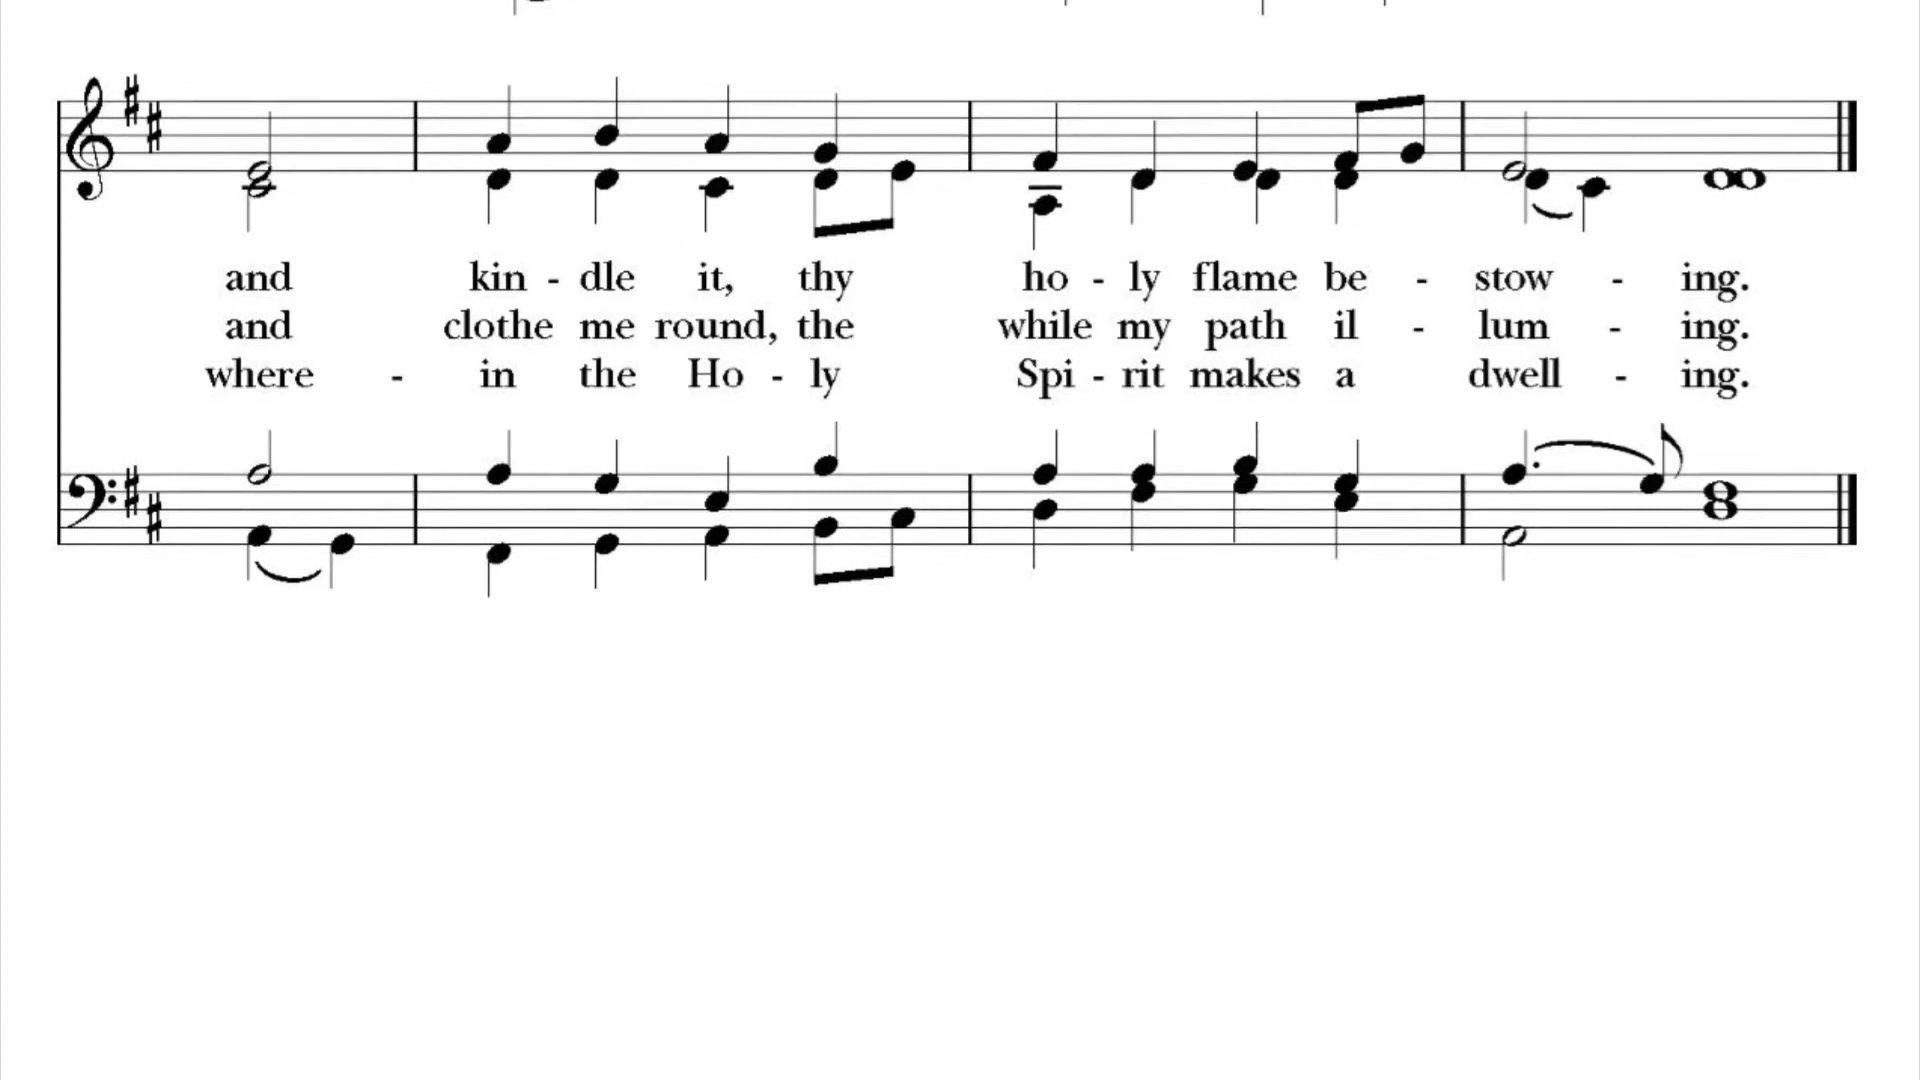 and kin - dle it, thy ho - ly flame be - stow - ing.
and clothe me round, the while my path il - lum - ing.
where - in the Ho - ly Spi - rit makes a dwell - ing.